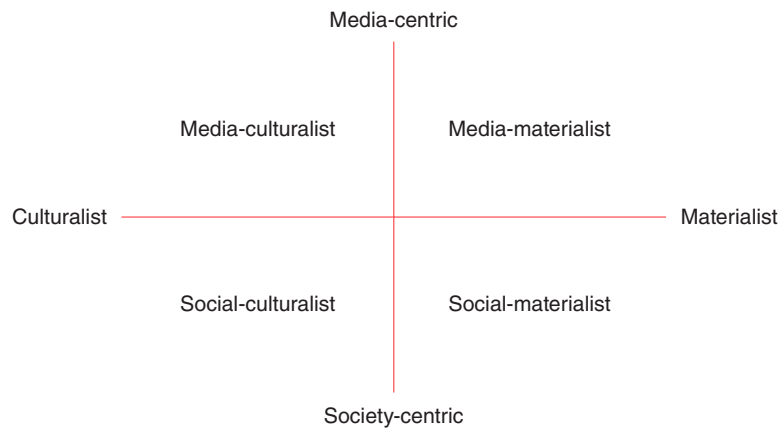 Media-centric
Media-culturalist
Media-materialist
Culturalist
Materialist
Social-culturalist
Social-materialist
Society-centric